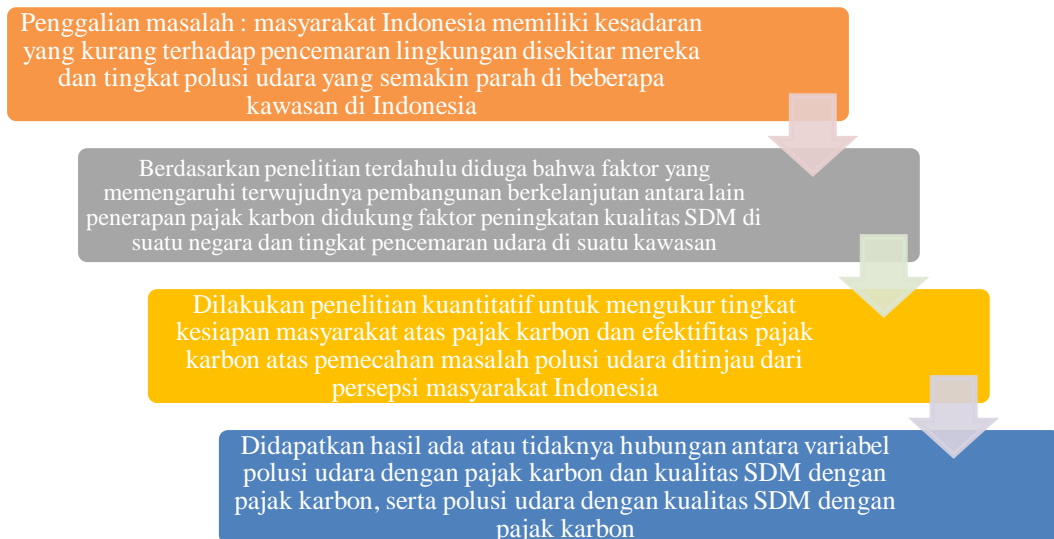 Penggalian masalah : masyarakat Indonesia memiliki kesadaran
yang kurang terhadap pencemaran lingkungan disekitar mereka
dan tingkat polusi udara yang semakin parah di beberapa
kawasan di Indonesia
Berdasarkan penelitian terdahulu diduga bahwa faktor yang
memengaruhi terwujudnya pembangunan berkelanjutan antara lain
penerapan pajak karbon didukung faktor peningkatan kualitas SDM di
suatu negara dan tingkat pencemaran udara di suatu kawasan
Dilakukan penelitian kuantitatif untuk mengukur tingkat
kesiapan masyarakat atas pajak karbon dan efektifitas pajak
karbon atas pemecahan masalah polusi udara ditinjau dari
persepsi masyarakat Indonesia
Didapatkan hasil ada atau tidaknya hubungan antara variabel
polusi udara dengan pajak karbon dan kualitas SDM dengan
pajak karbon, serta polusi udara dengan kualitas SDM dengan
pajak karbon